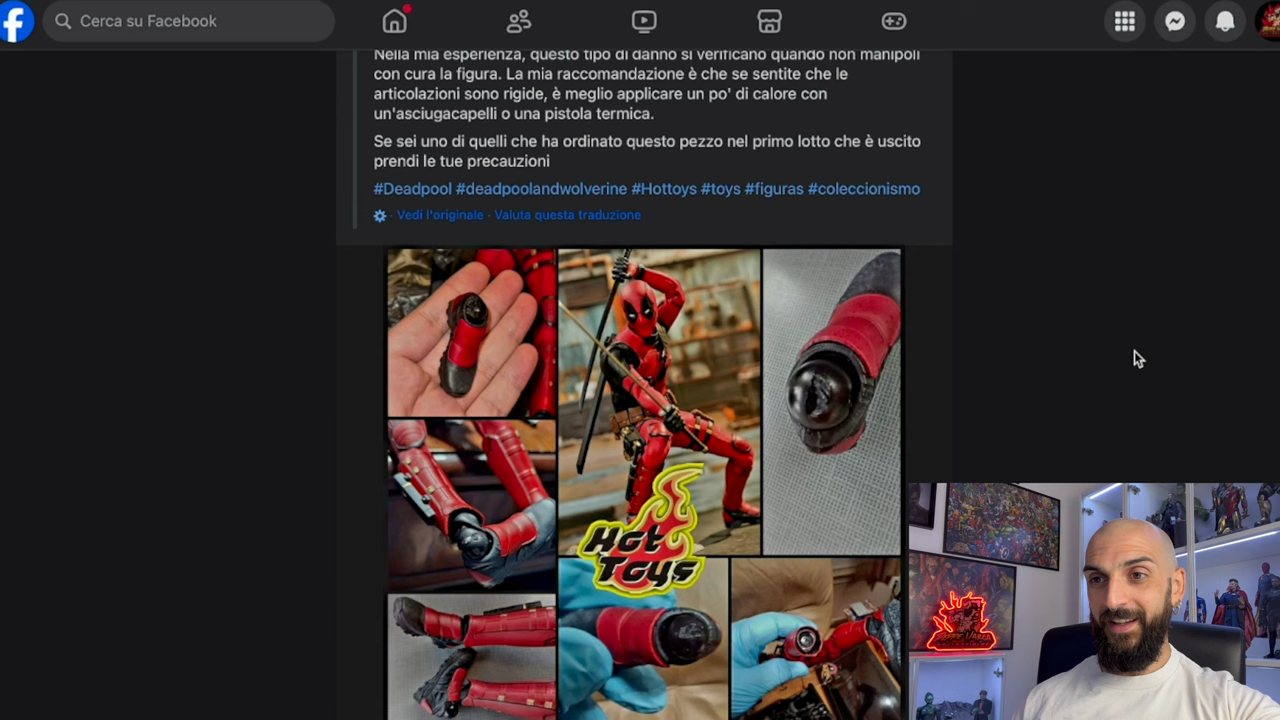 Cerca su Facebook
Nella mia esperienza, questo tipo di danno si verificano quando non manipoli
con cura la figura. La mia raccomandazione è che se sentite che le
articolazioni sono rigide, è meglio applicare un po' di calore con
un'asciugacapelli o una pistola termica.
Se sei uno di quelli che ha ordinato questo pezzo nel primo lotto che è uscito
prendi le tue precauzioni
#Deadpool #deadpoolandwolverine #Hottoys #toys #figuras #coleccionismo
· Vedi l'originale · Valuta questa traduzione
Hot
Toys